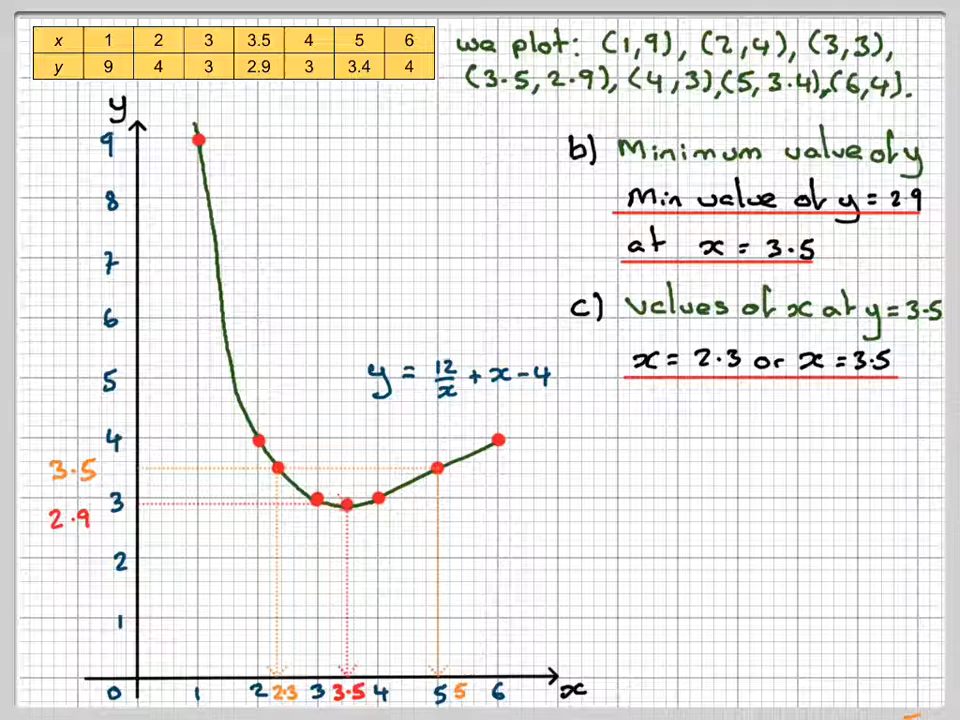 x 1 2 3 3.5 4 5 6
y 9 4 3 2.9 3 3.4 4
we plot: (1,9), (2,4), (3,3),
(3.5,2.9), (4,3),(5,3.4),(6,4).
y
9
8
7
6
5
4
3.5
3
2.9
2
1
0 1 2 2.3 3 3.5 4 5 5 6 x
y = 12/x + x - 4
b) Minimum value of y
Min value of y = 2.9
at x = 3.5
c) values of x at y = 3.5
x = 2.3 or x = 3.5